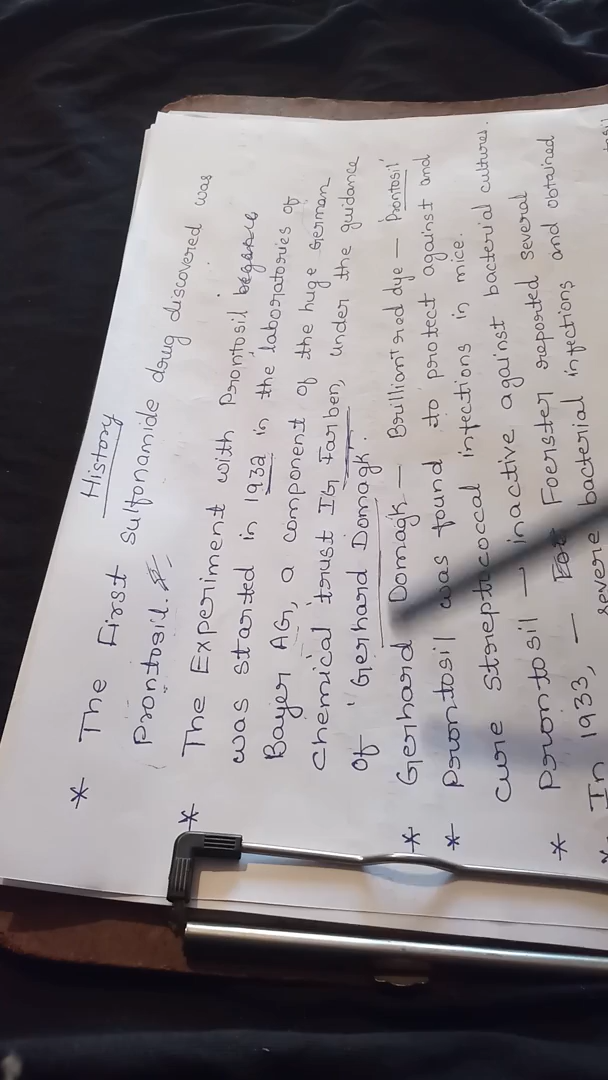 History
* The First Sulfonamide drug discovered was
Prontosil.
* The Experiment with Prontosil
was started in 1932 in the laboratories of
Bayer AG, a component of the huge German
chemical trust IG Farben, under the guidance
of 'Gerhard Domagk'.
* Gerhard Domagk — Brilliant red dye — Prontosil'
* Prontosil was found to protect against and
cure Streptococcal infections in mice.
* Prontosil → inactive against bacterial cultures.
* In 1933, — Foerster reported several
severe bacterial infections and obtained